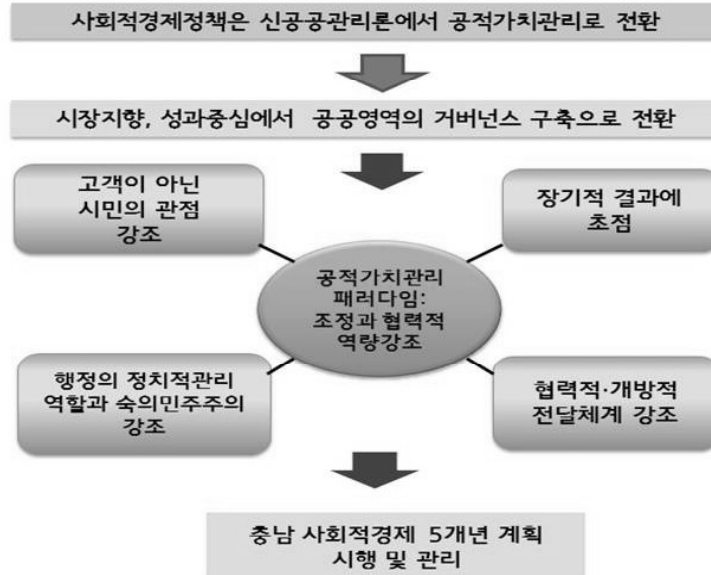 사회적경제정책은 신공공관리론에서 공적가치관리로 전환
시장지향, 성과중심에서 공공영역의 거버넌스 구축으로 전환
고객이 아닌
시민의 관점
강조
장기적 결과에
초점
공적가치관리
패러다임:
조정과 협력적
역량강조
행정의 정치적관리
역할과 숙의민주주의
강조
협력적·개방적
전달체계 강조
충남 사회적경제 5개년 계획
시행 및 관리